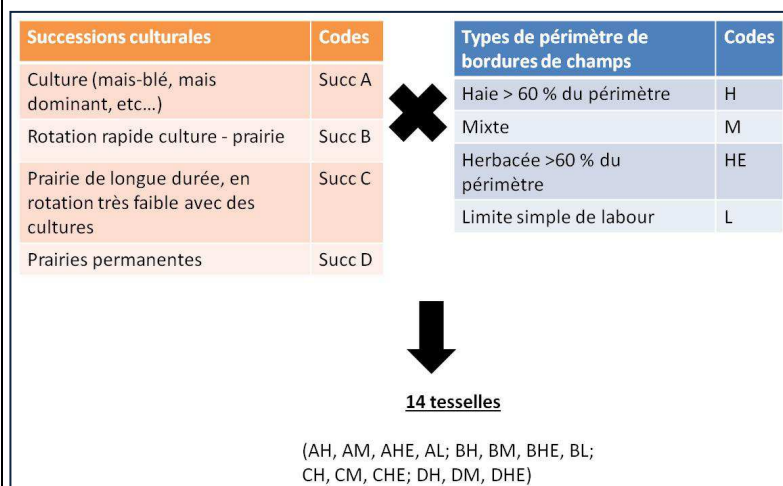 Successions culturales Codes
Culture (mais-blé, mais
dominant, etc...) Succ A
Rotation rapide culture - prairie Succ B
Prairie de longue durée, en
rotation très faible avec des
cultures Succ C
Prairies permanentes Succ D
Types de périmètre de
bordures de champs Codes
Haie > 60 % du périmètre H
Mixte M
Herbacée >60 % du
périmètre HE
Limite simple de labour L
14 tesselles
(AH, AM, AHE, AL; BH, BM, BHE, BL;
CH, CM, CHE; DH, DM, DHE)